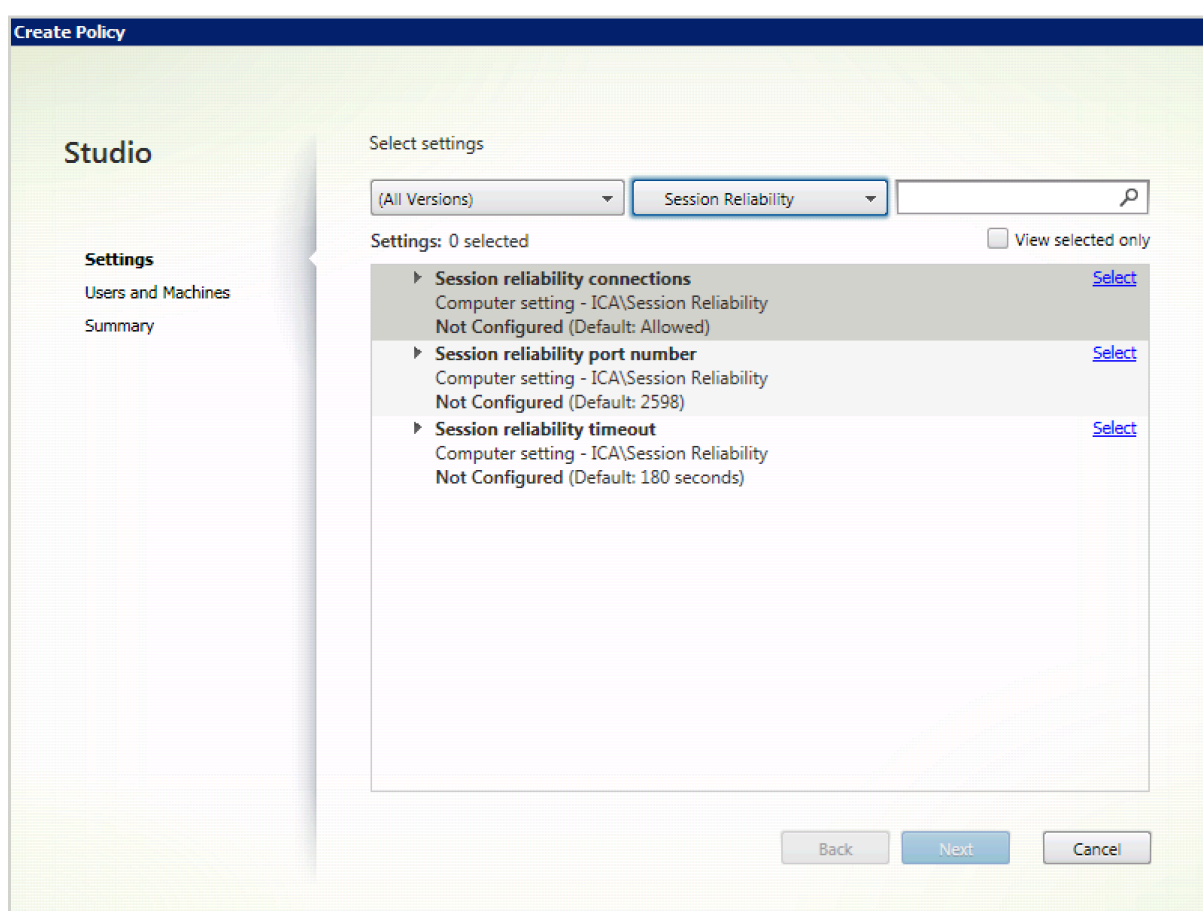 Create Policy
Studio
Settings
Users and Machines
Summary
Select settings
(All Versions)
Session Reliability
Settings: 0 selected
View selected only
Session reliability connections
Select
Computer setting - ICA\Session Reliability
Not Configured (Default: Allowed)
Session reliability port number
Select
Computer setting - ICA\Session Reliability
Not Configured (Default: 2598)
Session reliability timeout
Select
Computer setting - ICA\Session Reliability
Not Configured (Default: 180 seconds)
Back
Next
Cancel